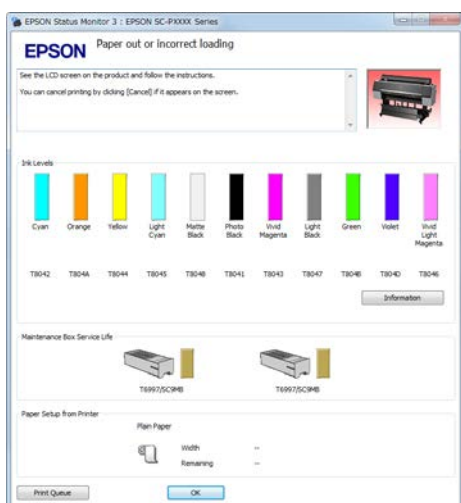 EPSON Status Monitor 3 : EPSON SC-PXXXX Series
EPSON
Paper out or incorrect loading
See the LCD screen on the product and follow the instructions.
You can cancel printing by clicking [Cancel] if it appears on the screen.
Ink Levels
Cyan Orange Yellow Light Cyan Matte Black Photo Black Vivid Magenta Light Black Green Violet Vivid Light Magenta
T8042 T804A T8044 T8045 T8048 T8041 T8043 T8047 T804B T804D T8046
Information
Maintenance Box Service Life
T6997/SC9MB T6997/SC9MB
Paper Setup from Printer
Plain Paper
Width --
Remaining --
Print Queue OK